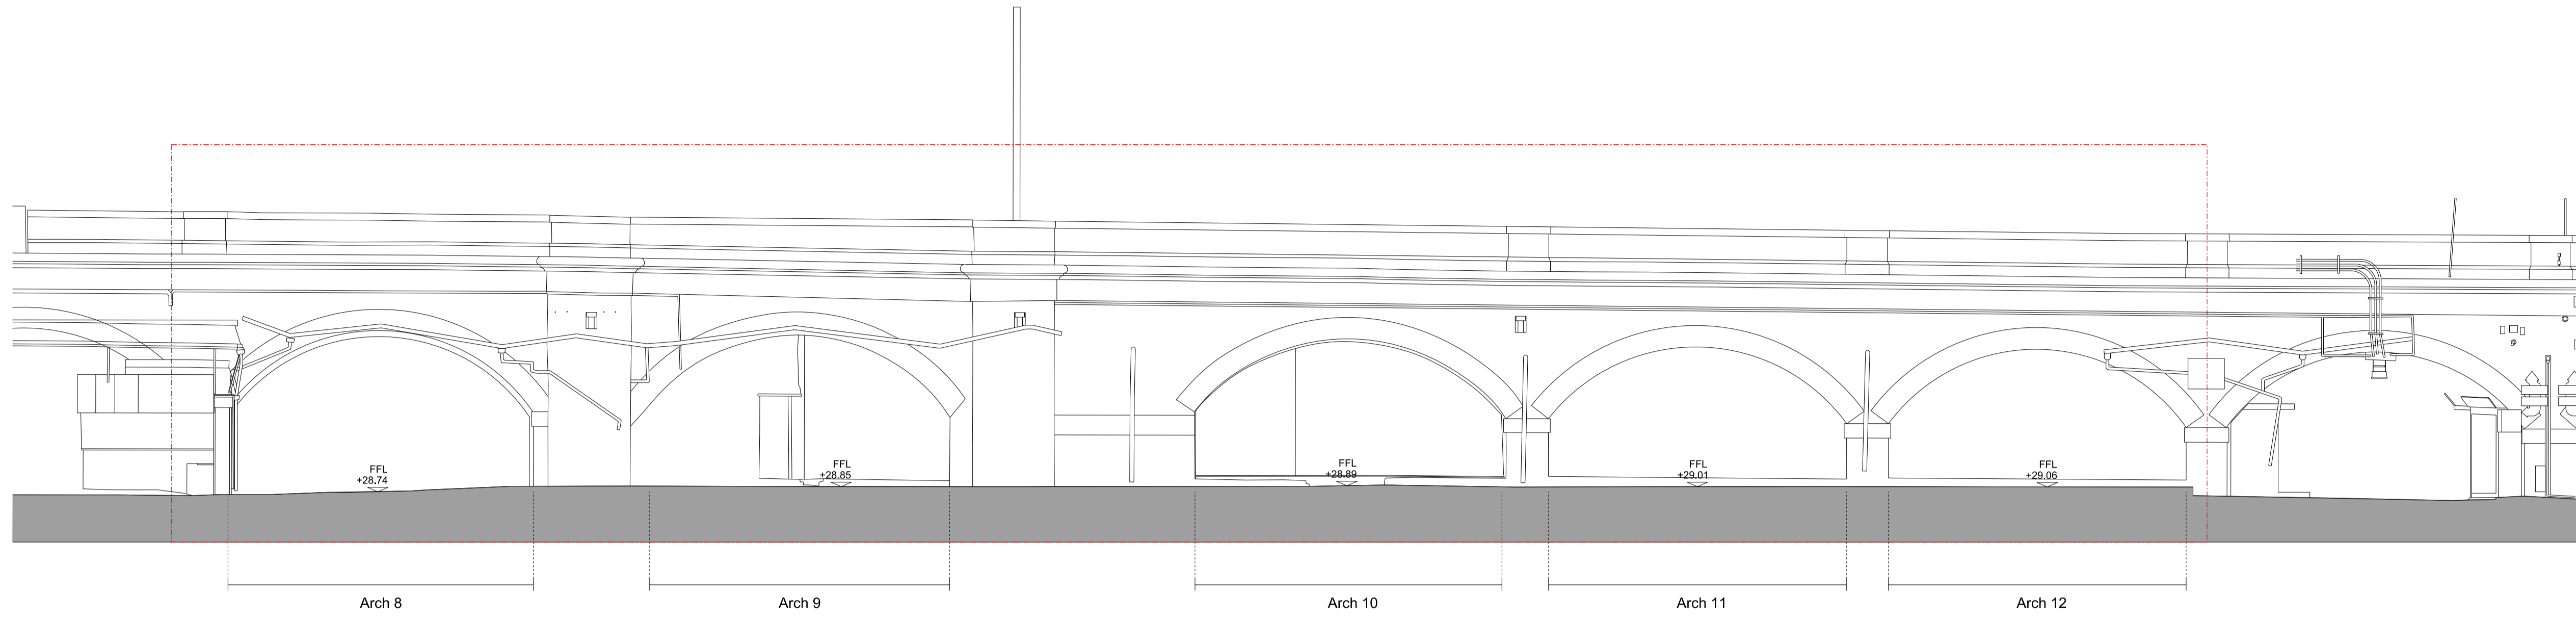 FFL
+28.74
FFL
+28.85
FFL
+28.89
FFL
+29.01
FFL
+29.06
Arch 8
Arch 9
Arch 10
Arch 11
Arch 12